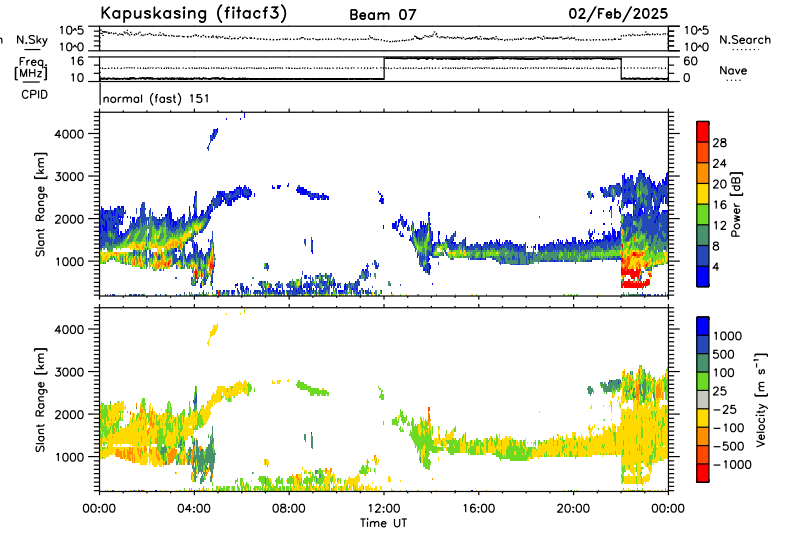 Kapuskasing (fitacf3) Beam 07 02/Feb/2025
N.Sky 10^5 10^5 N.Search
10^0 10^0
Freq. 16 60
[MHz] 10 0 Nave
CPID normal (fast) 151
Slant Range [km]
4000
3000
2000
1000
28
24
20
16
12
8
4
Power [dB]
Slant Range [km]
4000
3000
2000
1000
1000
500
100
25
-25
-100
-500
-1000
Velocity [m s⁻¹]
00:00 04:00 08:00 12:00 16:00 20:00 00:00
Time UT